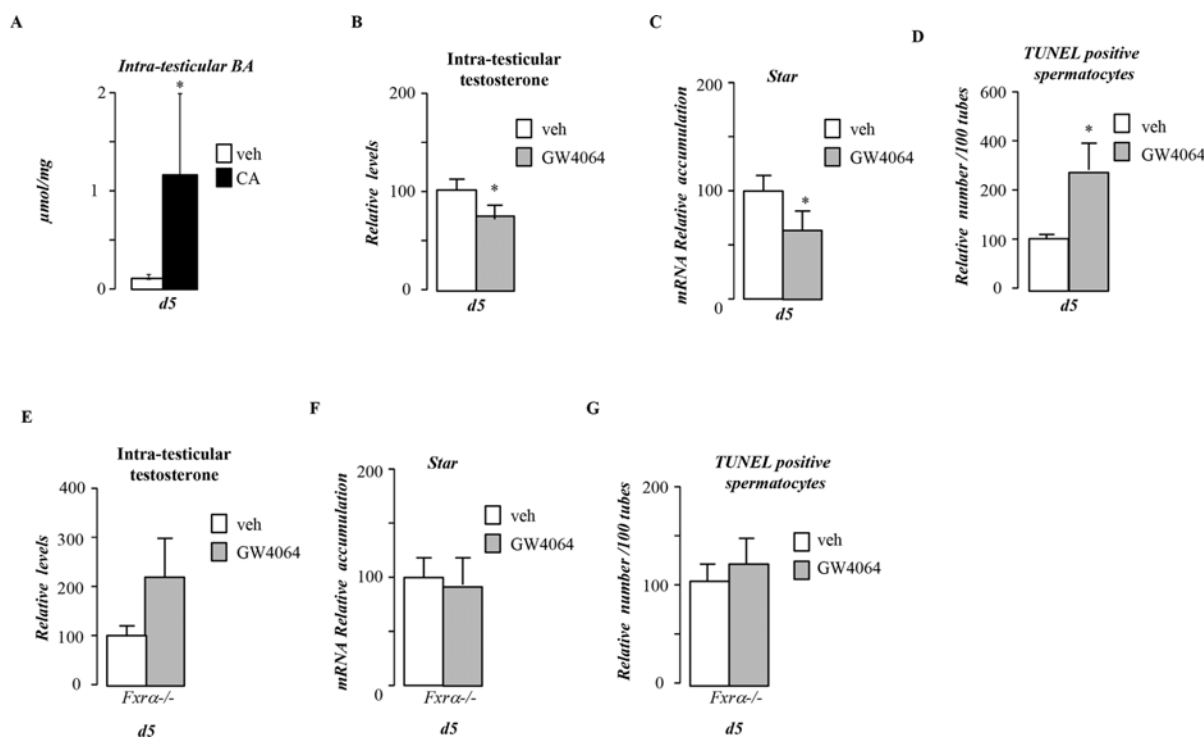 A
Intra-testicular BA
2
1
0
µmol/mg
*
veh
CA
d5
B
Intra-testicular
testosterone
200
100
0
Relative levels
*
veh
GW4064
d5
C
Star
200
100
0
mRNA Relative accumulation
*
veh
GW4064
d5
D
TUNEL positive
spermatocytes
600
400
200
100
0
Relative number /100 tubes
*
veh
GW4064
d5
E
Intra-testicular
testosterone
400
300
200
100
0
Relative levels
veh
GW4064
Fxrα-/-
d5
F
Star
200
100
0
mRNA Relative accumulation
veh
GW4064
Fxrα-/-
d5
G
TUNEL positive
spermatocytes
200
100
0
Relative number /100 tubes
veh
GW4064
Fxrα-/-
d5